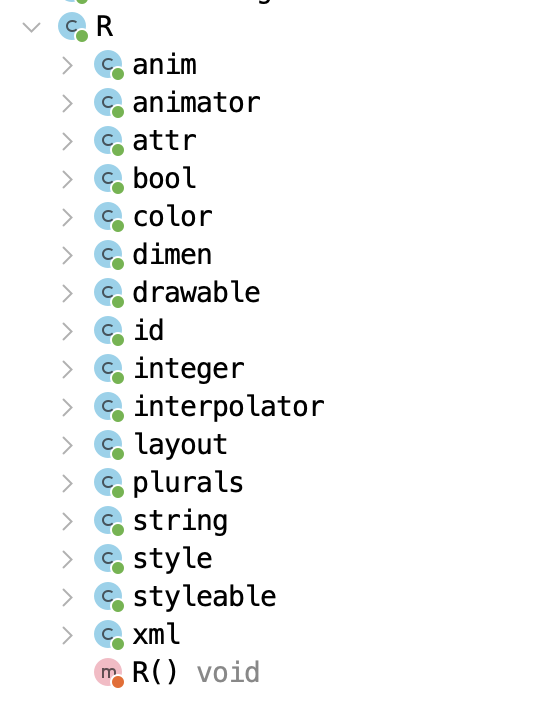 R
anim
animator
attr
bool
color
dimen
drawable
id
integer
interpolator
layout
plurals
string
style
styleable
xml
R() void